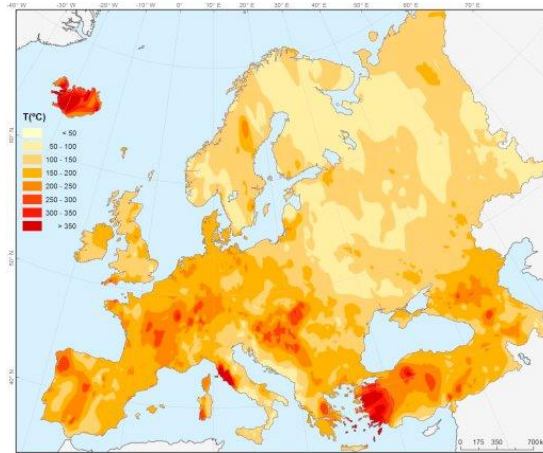 -40° W
-30° W
-20° W
-10° W
0°
10° E
20° E
30° E
40° E
50° E
60° E
70° E
T(°C)
< 50
50 - 100
100 - 150
150 - 200
200 - 250
250 - 300
300 - 350
> 350
60° N
50° N
40° N
0 175 350 700 k